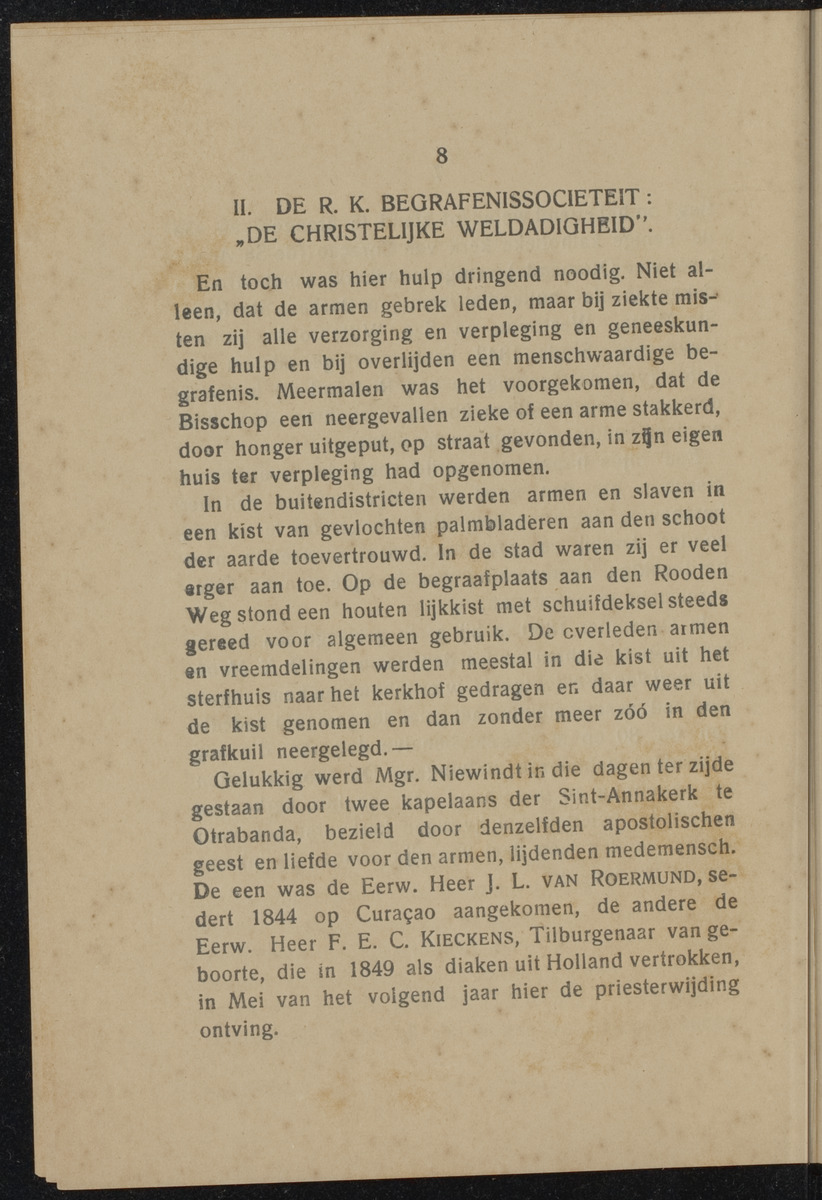 8
II. DE R. K. BEGRAFENISSOCIETEIT :
„DE CHRISTELIJKE WELDADIGHEID”.
En toch was hier hulp dringend noodig. Niet al-
leen, dat de armen gebrek leden, maar bij ziekte mis-
ten zij alle verzorging en verpleging en geneeskun-
dige hulp en bij overlijden een menschwaardige be-
grafenis. Meermalen was het voorgekomen, dat de
Bisschop een neergevallen zieke of een arme stakkerd,
door honger uitgeput, op straat gevonden, in zijn eigen
huis ter verpleging had opgenomen.
In de buitendistricten werden armen en slaven in
een kist van gevlochten palmbladeren aan den schoot
der aarde toevertrouwd. In de stad waren zij er veel
erger aan toe. Op de begraafplaats aan den Rooden
Weg stond een houten lijkkist met schuifdeksel steeds
gereed voor algemeen gebruik. De overleden armen
en vreemdelingen werden meestal in die kist uit het
sterfhuis naar het kerkhof gedragen en daar weer uit
de kist genomen en dan zonder meer zóó in den
grafkuil neergelegd. —
Gelukkig werd Mgr. Niewindt in die dagen ter zijde
gestaan door twee kapelaans der Sint-Annakerk te
Otrabanda, bezield door denzelfden apostolischen
geest en liefde voor den armen, lijdenden medemensch.
De een was de Eerw. Heer J. L. VAN ROERMUND, se-
dert 1844 op Curaçao aangekomen, de andere de
Eerw. Heer F. E. C. KIECKENS, Tilburgenaar van ge-
boorte, die in 1849 als diaken uit Holland vertrokken,
in Mei van het volgend jaar hier de priesterwijding
ontving.